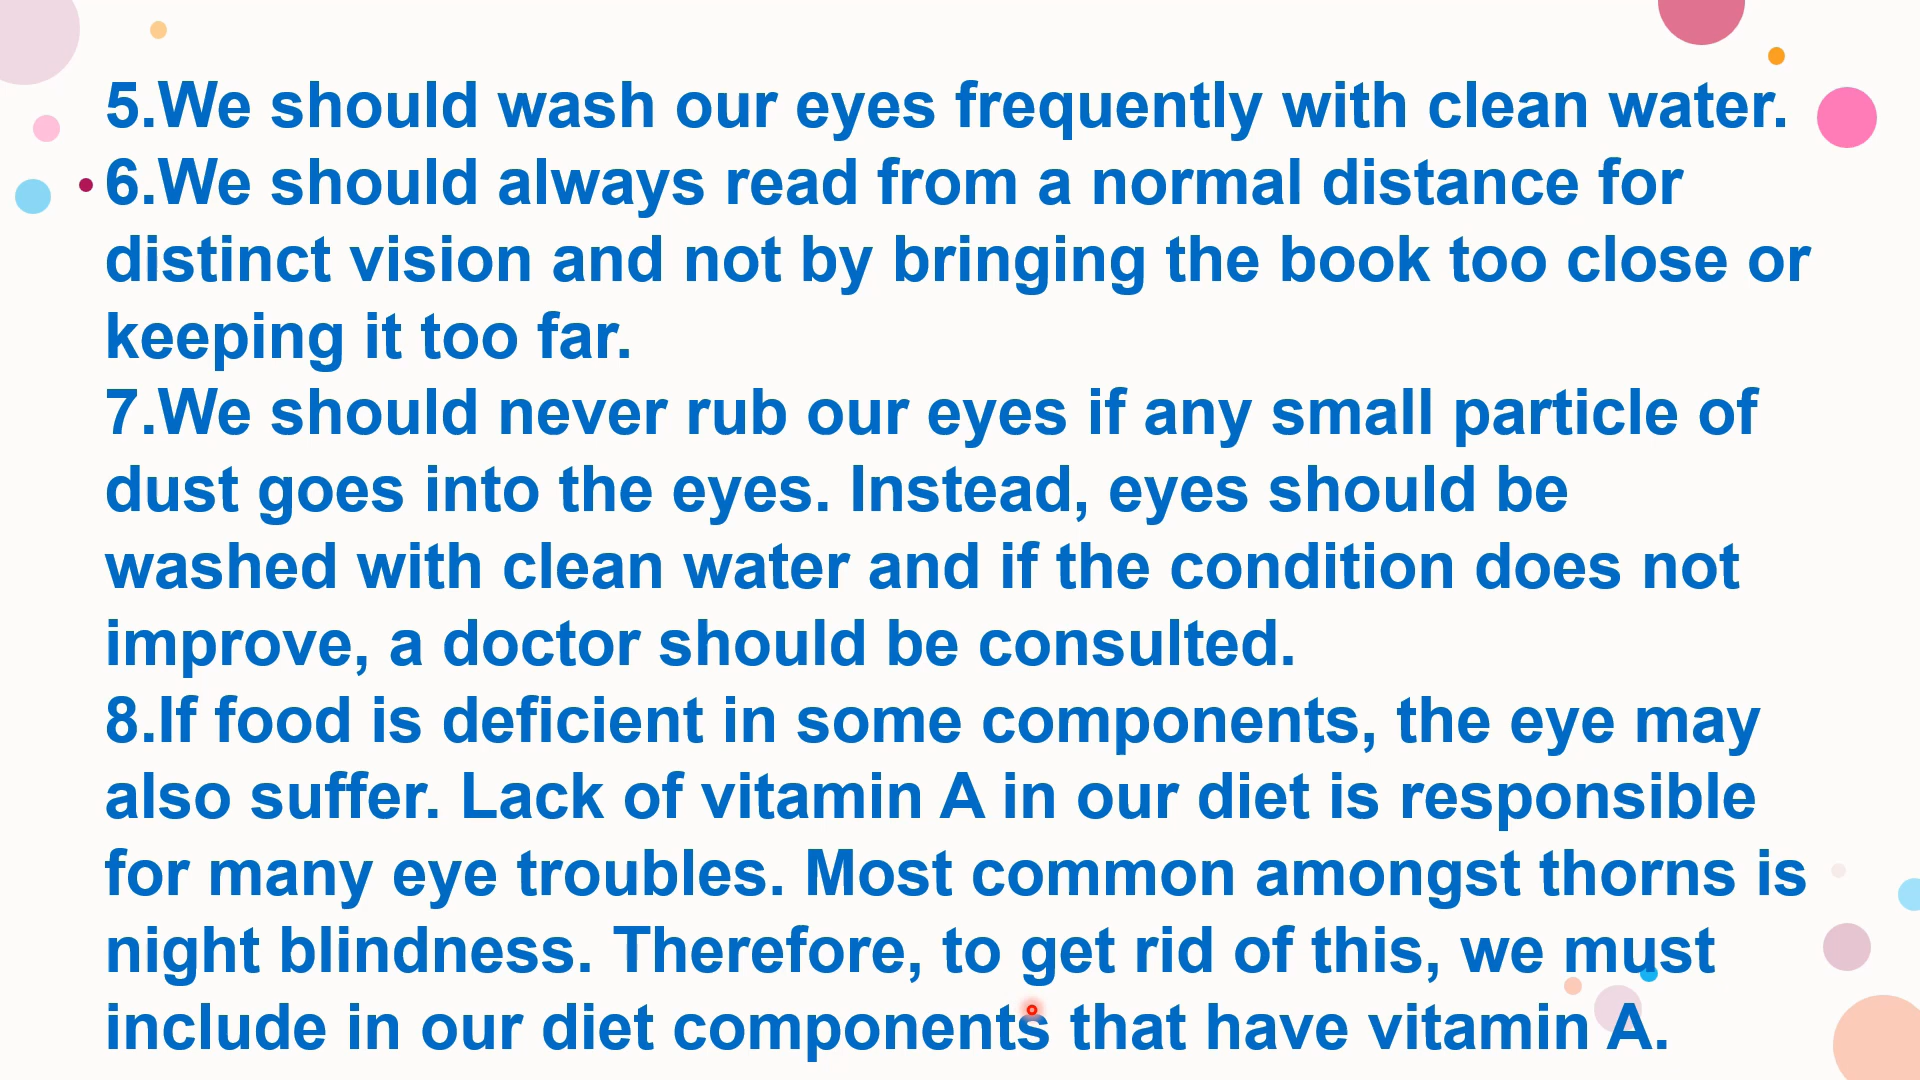 5.We should wash our eyes frequently with clean water.
6.We should always read from a normal distance for
distinct vision and not by bringing the book too close or
keeping it too far.
7.We should never rub our eyes if any small particle of
dust goes into the eyes. Instead, eyes should be
washed with clean water and if the condition does not
improve, a doctor should be consulted.
8.If food is deficient in some components, the eye may
also suffer. Lack of vitamin A in our diet is responsible
for many eye troubles. Most common amongst thorns is
night blindness. Therefore, to get rid of this, we must
include in our diet components that have vitamin A.